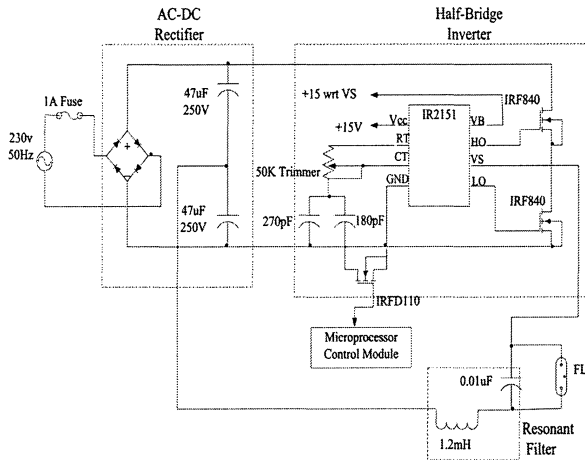 AC-DC
Rectifier
Half-Bridge
Inverter
1A Fuse
230v
50Hz
47uF
250V
47uF
250V
+15 wrt VS
+15V
50K Trimmer
IR2151
Vcc
RT
CT
GND
VB
HO
VS
LO
IRF840
IRF840
270pF
180pF
IRFD110
Microprocessor
Control Module
0.01uF
FL
1.2mH
Resonant
Filter